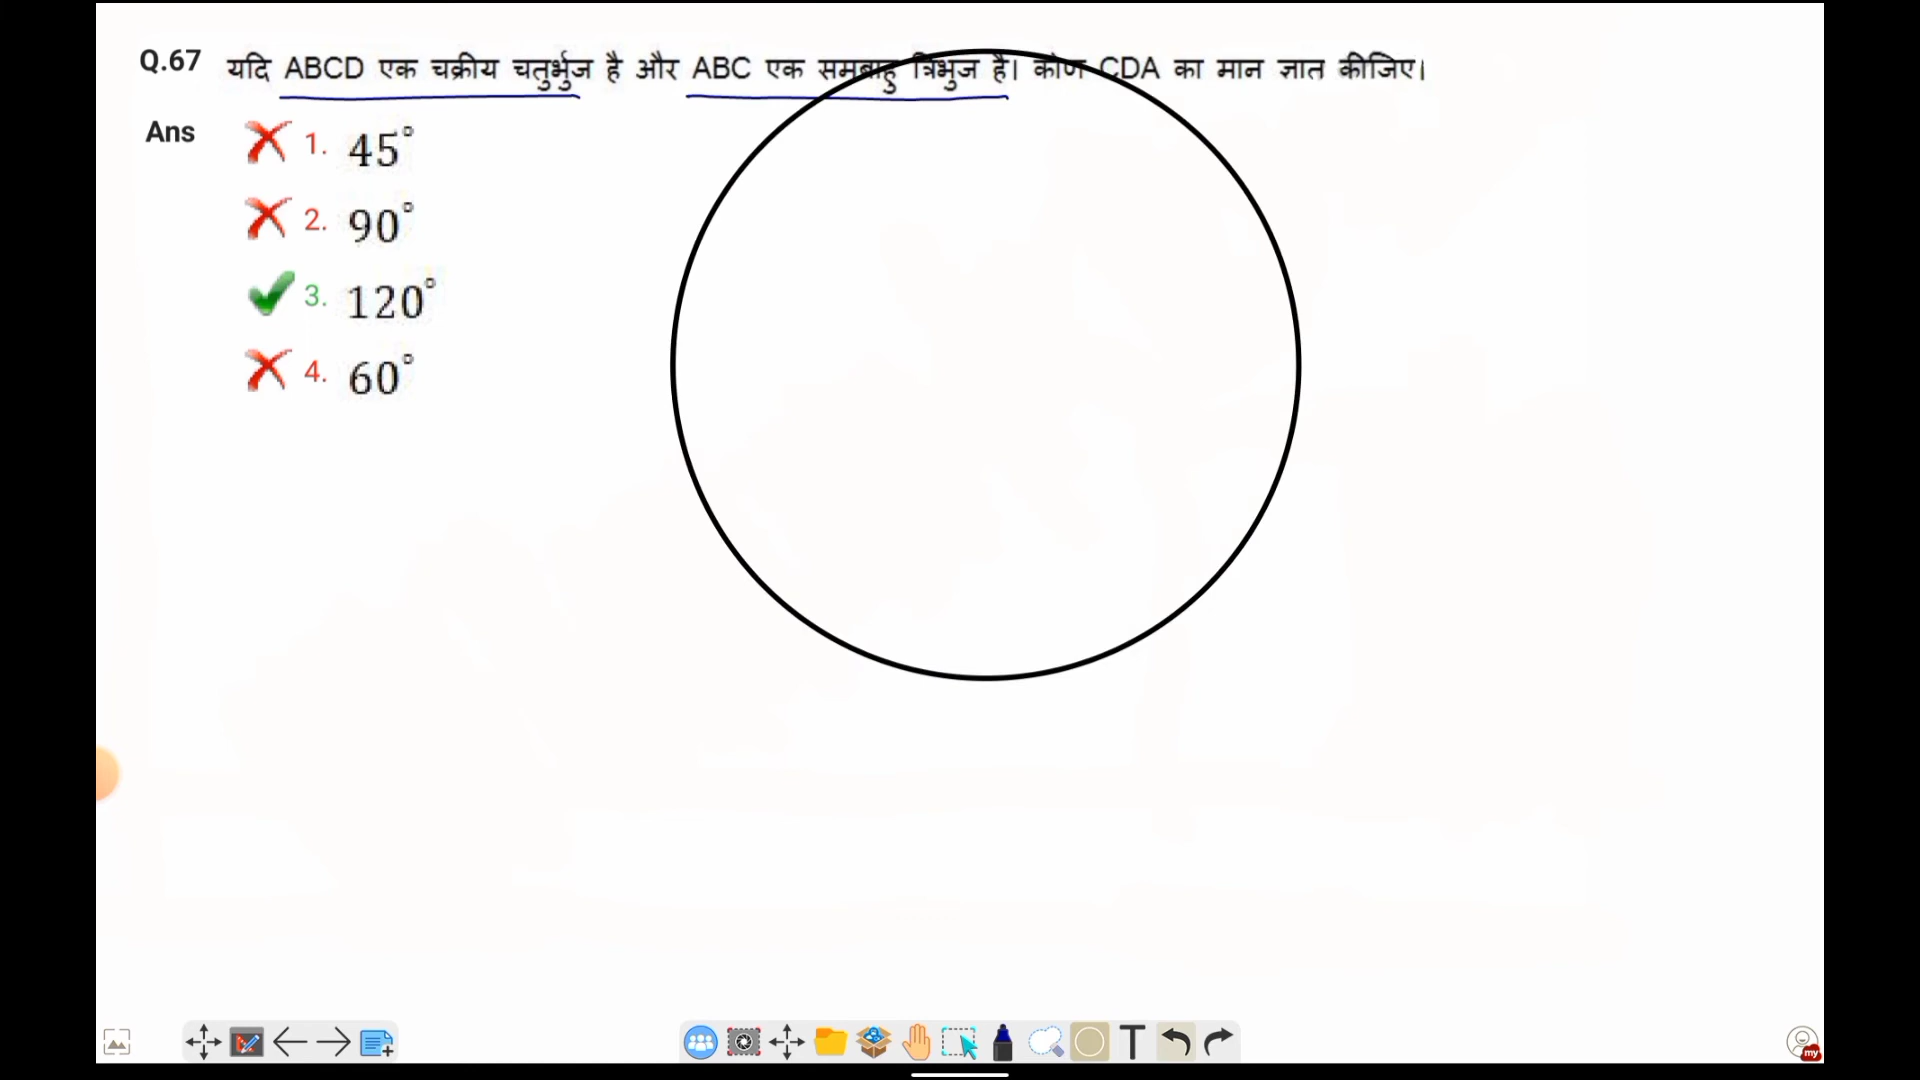 Q.67 यदि ABCD एक चक्रीय चतुर्भुज है और ABC एक समबाहु त्रिभुज है। कोण CDA का मान ज्ञात कीजिए।
Ans
1. 45°
2. 90°
3. 120°
4. 60°
T
my